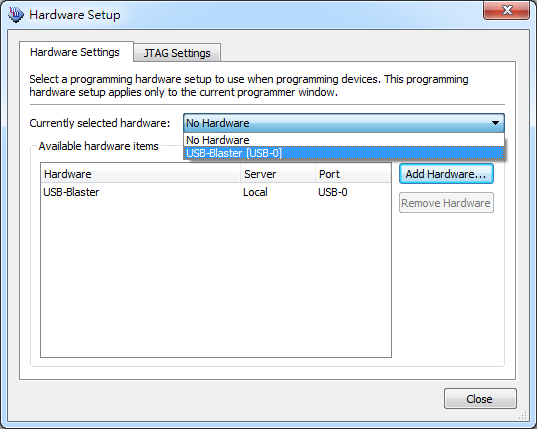 Hardware Setup
Hardware Settings
JTAG Settings
Select a programming hardware setup to use when programming devices. This programming
hardware setup applies only to the current programmer window.
Currently selected hardware:
No Hardware
No Hardware
USB-Blaster [USB-0]
Available hardware items
Hardware Server Port
USB-Blaster Local USB-0
Add Hardware...
Remove Hardware
Close